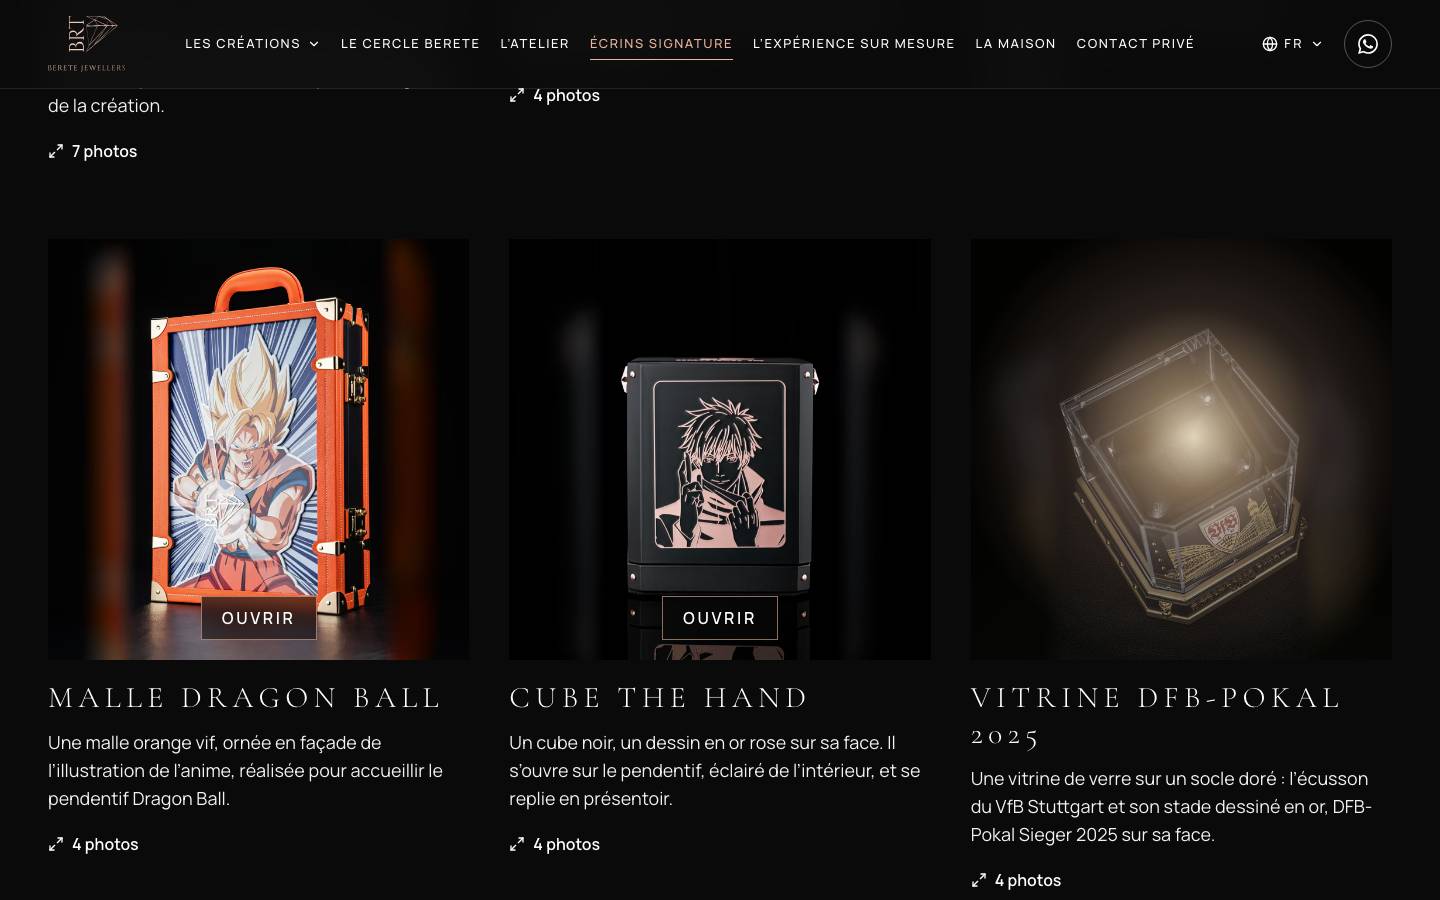 BRT
BERETE JEWELLERS
LES CRÉATIONS
LE CERCLE BERETE
L'ATELIER
ÉCRINS SIGNATURE
L'EXPÉRIENCE SUR MESURE
LA MAISON
CONTACT PRIVÉ
FR
de la création.
7 photos
4 photos
BRT
OUVRIR
OUVRIR
VfB
MALLE DRAGON BALL
Une malle orange vif, ornée en façade de
l'illustration de l'anime, réalisée pour accueillir le
pendentif Dragon Ball.
4 photos
CUBE THE HAND
Un cube noir, un dessin en or rose sur sa face. Il
s'ouvre sur le pendentif, éclairé de l'intérieur, et se
replie en présentoir.
4 photos
VITRINE DFB-POKAL
2025
Une vitrine de verre sur un socle doré : l'écusson
du VfB Stuttgart et son stade dessiné en or, DFB-
Pokal Sieger 2025 sur sa face.
4 photos